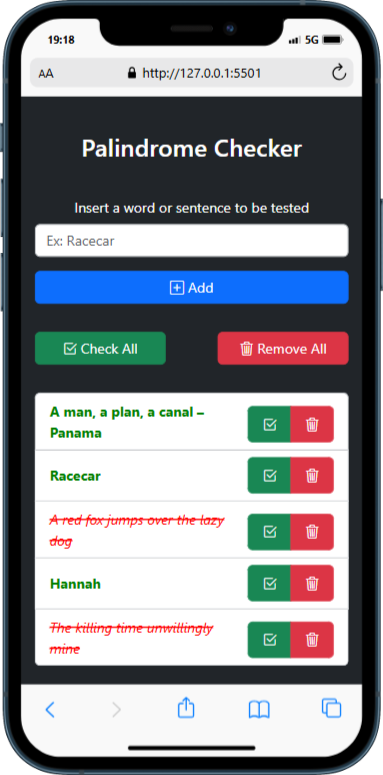 19:18
5G
AA
http://127.0.0.1:5501
Palindrome Checker
Insert a word or sentence to be tested
Ex: Racecar
Add
Check All
Remove All
A man, a plan, a canal –
Panama
Racecar
A red fox jumps over the lazy
dog
Hannah
The killing time unwillingly
mine